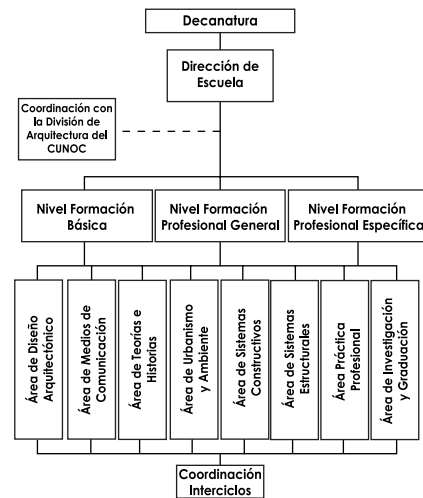 Decanatura
Dirección de
Escuela
Coordinación con
la División de
Arquitectura del
CUNOC
Nivel Formación
Básica
Nivel Formación
Profesional General
Nivel Formación
Profesional Específica
Área de Diseño
Arquitectónico
Área de Medios de
Comunicación
Área de Teorías e
Historias
Área de Urbanismo
y Ambiente
Área de Sistemas
Constructivos
Área de Sistemas
Estructurales
Área Práctica
Profesional
Área de Investigación
y Graduación
Coordinación
Interciclos